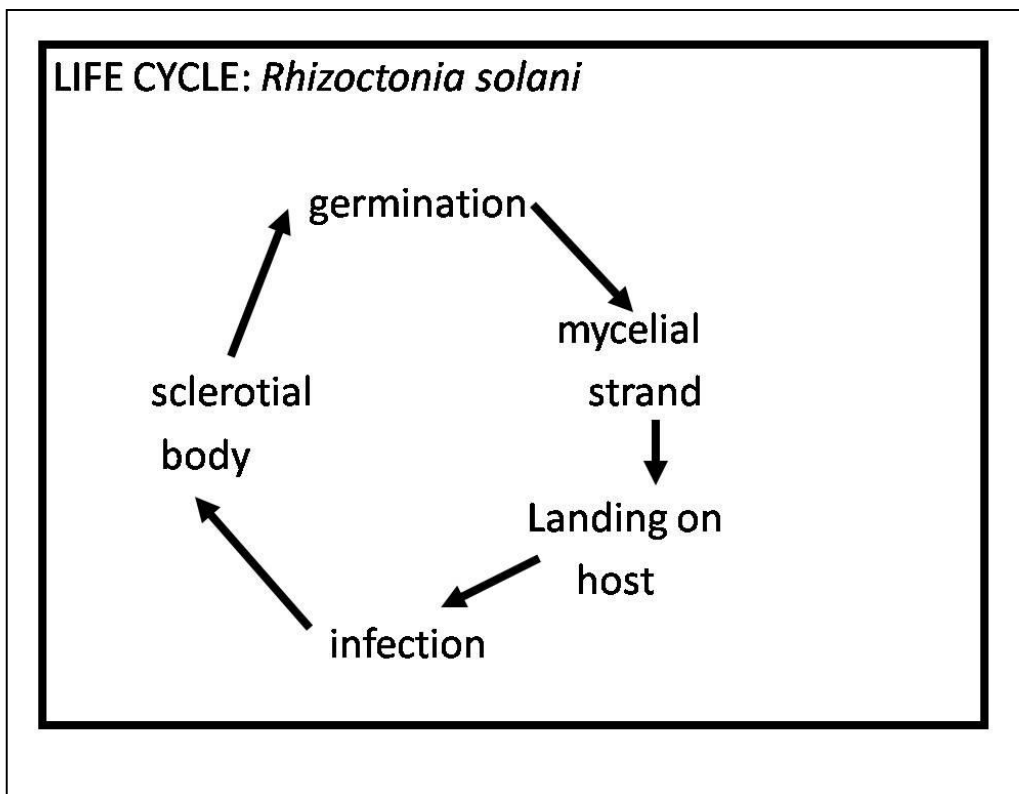 LIFE CYCLE: Rhizoctonia solani
germination
mycelial
strand
sclerotial
body
Landing on
host
infection